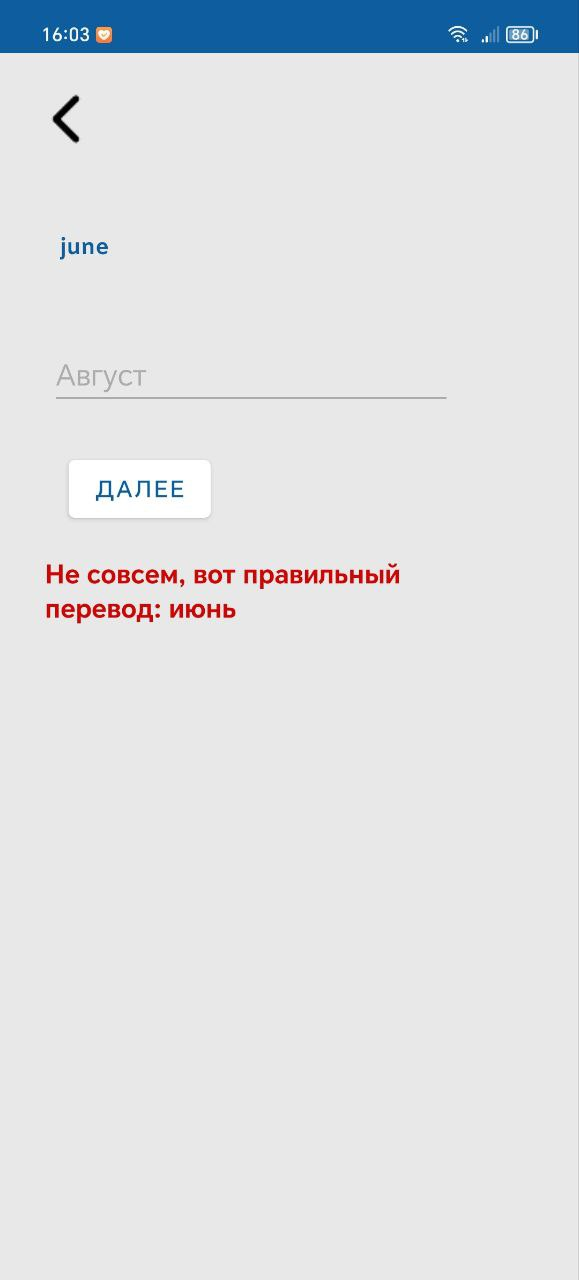 16:03
86
june
Август
ДАЛЕЕ
Не совсем, вот правильный
перевод: июнь